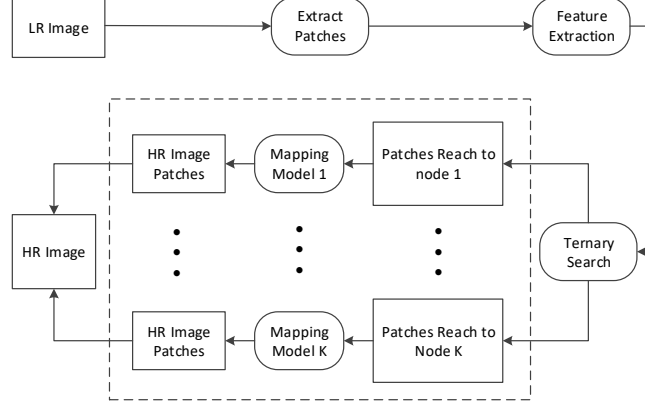 LR Image
Extract
Patches
Feature
Extraction
HR Image
Patches
Mapping
Model 1
Patches Reach to
node 1
HR Image
Ternary
Search
HR Image
Patches
Mapping
Model K
Patches Reach to
Node K